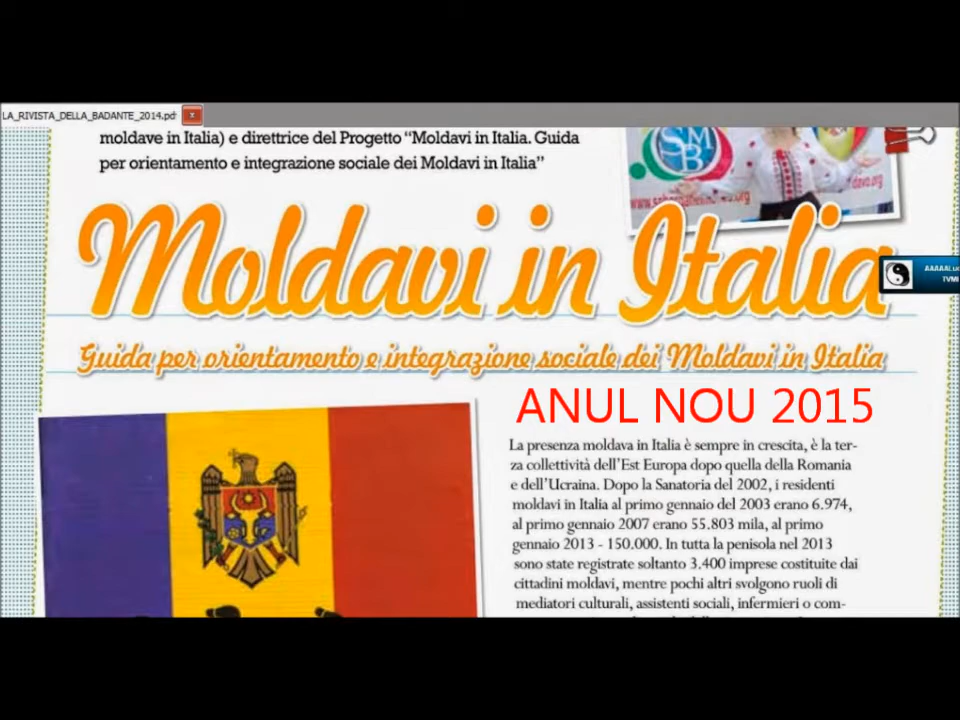 LA_RIVISTA_DELLA_BADANTE_2014.pdf
moldave in Italia) e direttrice del Progetto “Moldavi in Italia. Guida
per orientamento e integrazione sociale dei Moldavi in Italia”
SMB
Moldavi in Italia
TVMI
Guida per orientamento e integrazione sociale dei Moldavi in Italia
ANUL NOU 2015
La presenza moldava in Italia è sempre in crescita, è la ter-
za collettività dell’Est Europa dopo quella della Romania
e dell’Ucraina. Dopo la Sanatoria del 2002, i residenti
moldavi in Italia al primo gennaio del 2003 erano 6.974,
al primo gennaio 2007 erano 55.803 mila, al primo
gennaio 2013 - 150.000. In tutta la penisola nel 2013
sono state registrate soltanto 3.400 imprese costituite dai
cittadini moldavi, mentre pochi altri svolgono ruoli di
mediatori culturali, assistenti sociali, infermieri o com-